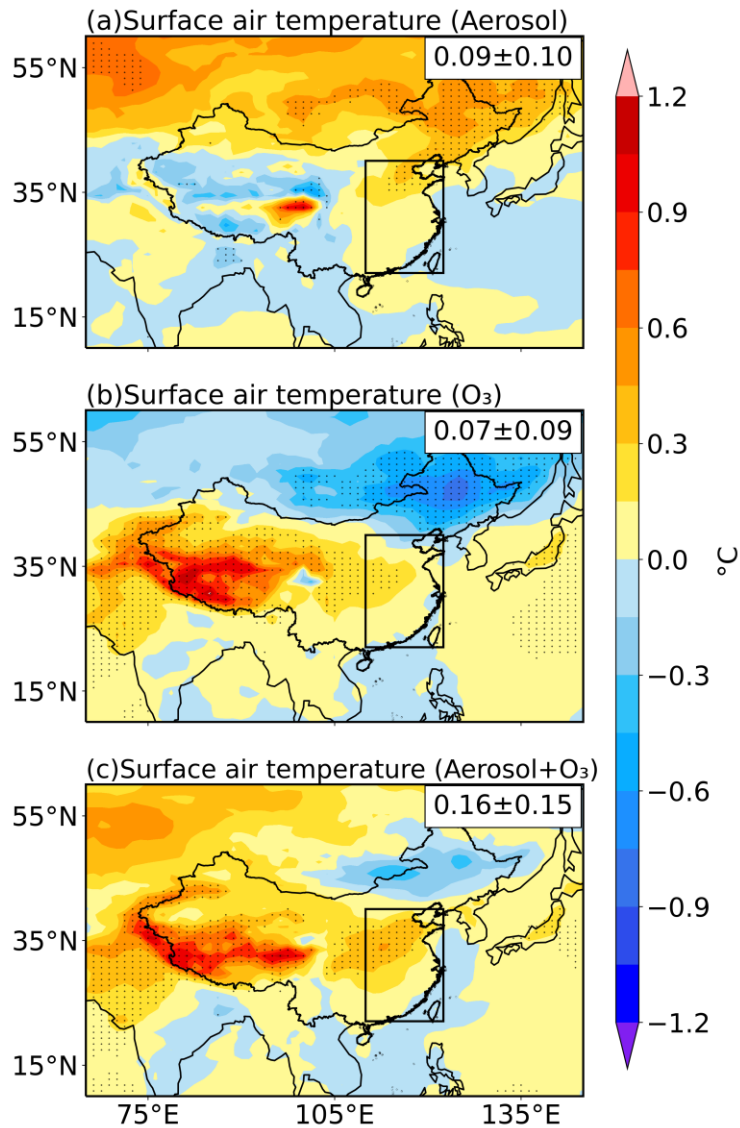 (a)Surface air temperature (Aerosol)
0.09±0.10
55°N
35°N
15°N
(b)Surface air temperature (O₃)
0.07±0.09
55°N
35°N
15°N
(c)Surface air temperature (Aerosol+O₃)
0.16±0.15
55°N
35°N
15°N
75°E 105°E 135°E
1.2
0.9
0.6
0.3
0.0
−0.3
−0.6
−0.9
−1.2
°C